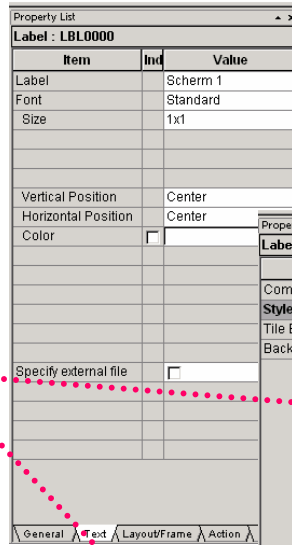 Property List
Label : LBL0000
Item Ind Value
Label Scherm 1
Font Standard
Size 1x1
Vertical Position Center
Horizontal Position Center
Color
Specify external file
General Text Layout/Frame Action
Prope
Labe
Com
Style
Tile
Back